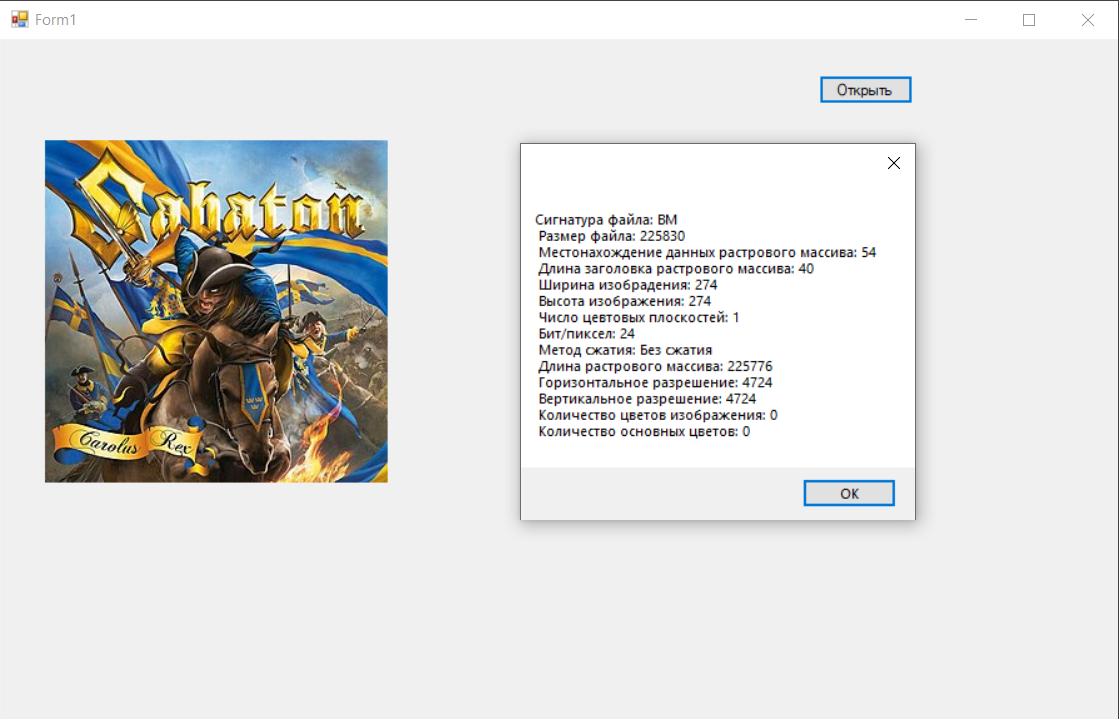 Form1
Открыть
Sabaton
Carolus Rex
Сигнатура файла: BM
Размер файла: 225830
Местонахождение данных растрового массива: 54
Длина заголовка растрового массива: 40
Ширина изобрадения: 274
Высота изображения: 274
Число цевтовых плоскостей: 1
Бит/пиксел: 24
Метод сжатия: Без сжатия
Длина растрового массива: 225776
Горизонтальное разрешение: 4724
Вертикальное разрешение: 4724
Количество цветов изображения: 0
Количество основных цветов: 0
OK